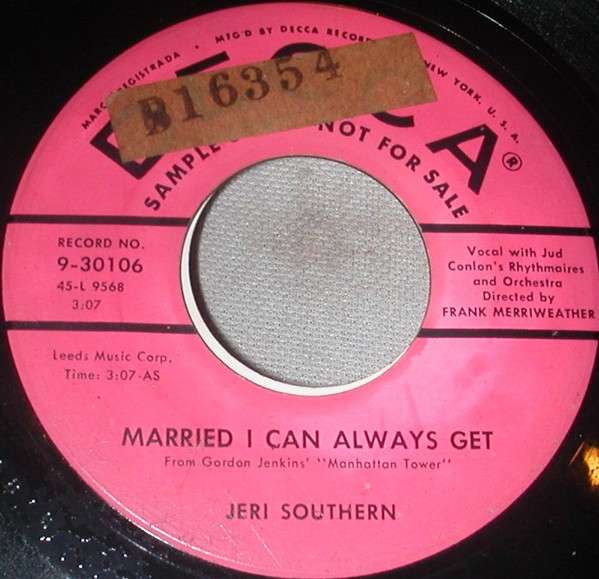 MARCA REGISTRADA • MFG'D BY DECCA RECORDS NEW YORK, U. S. A.
B16354
DECCA®
SAMPLE NOT FOR SALE
RECORD NO.
9-30106
45-L 9568
3:07
Vocal with Jud
Conlon's Rhythmaires
and Orchestra
Directed by
FRANK MERRIWEATHER
Leeds Music Corp.
Time: 3:07-AS
MARRIED I CAN ALWAYS GET
From Gordon Jenkins' "Manhattan Tower"
JERI SOUTHERN